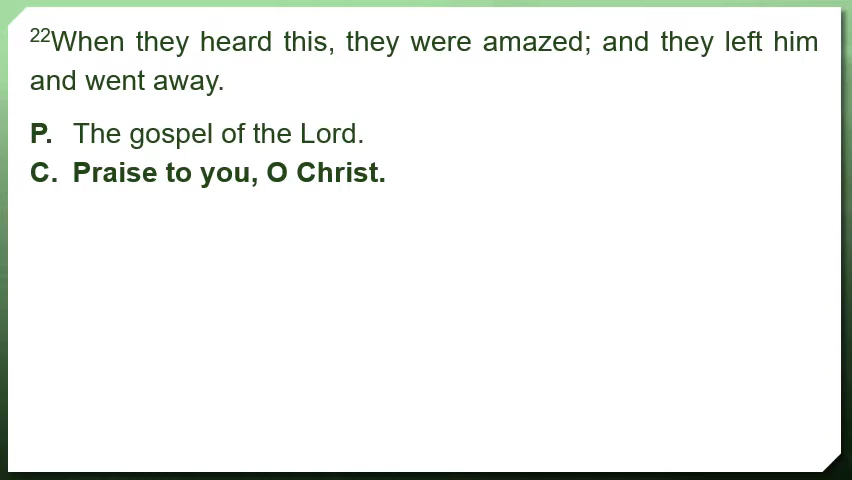 22When they heard this, they were amazed; and they left him
and went away.
P. The gospel of the Lord.
C. Praise to you, O Christ.